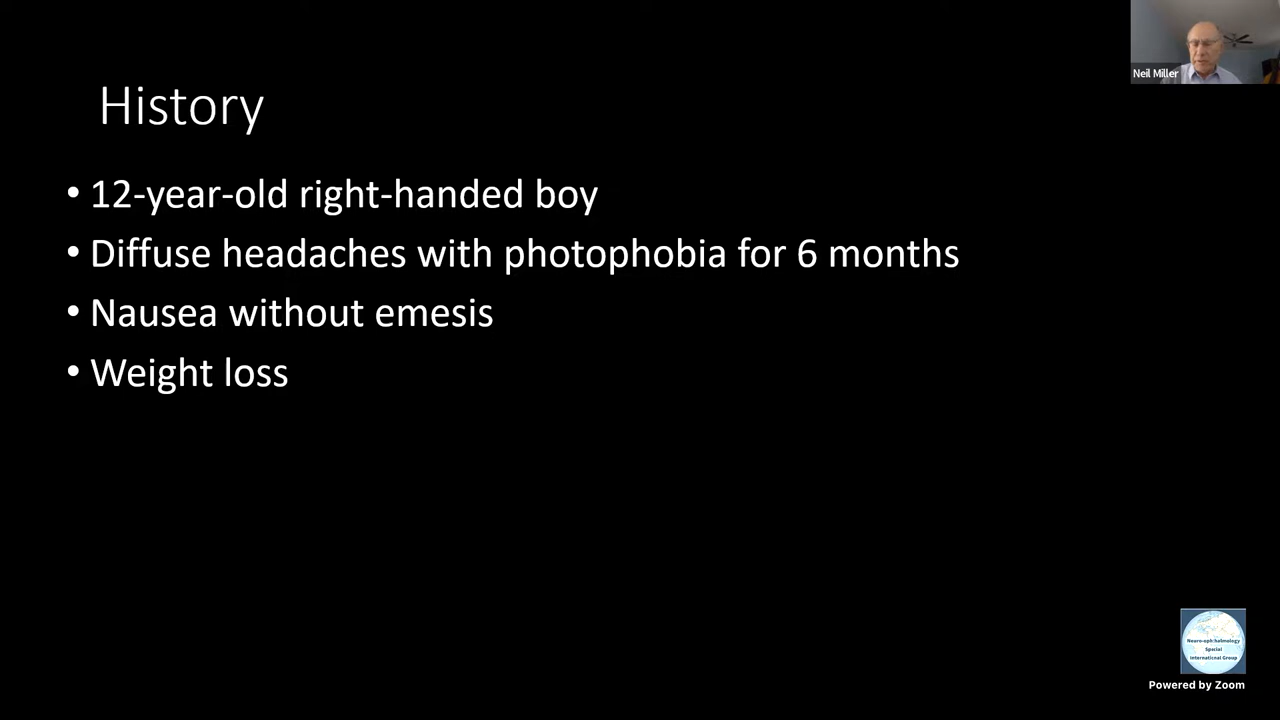 Neil Miller
History
• 12-year-old right-handed boy
• Diffuse headaches with photophobia for 6 months
• Nausea without emesis
• Weight loss
Neuro-ophthalmology
Special
International Group
Powered by Zoom